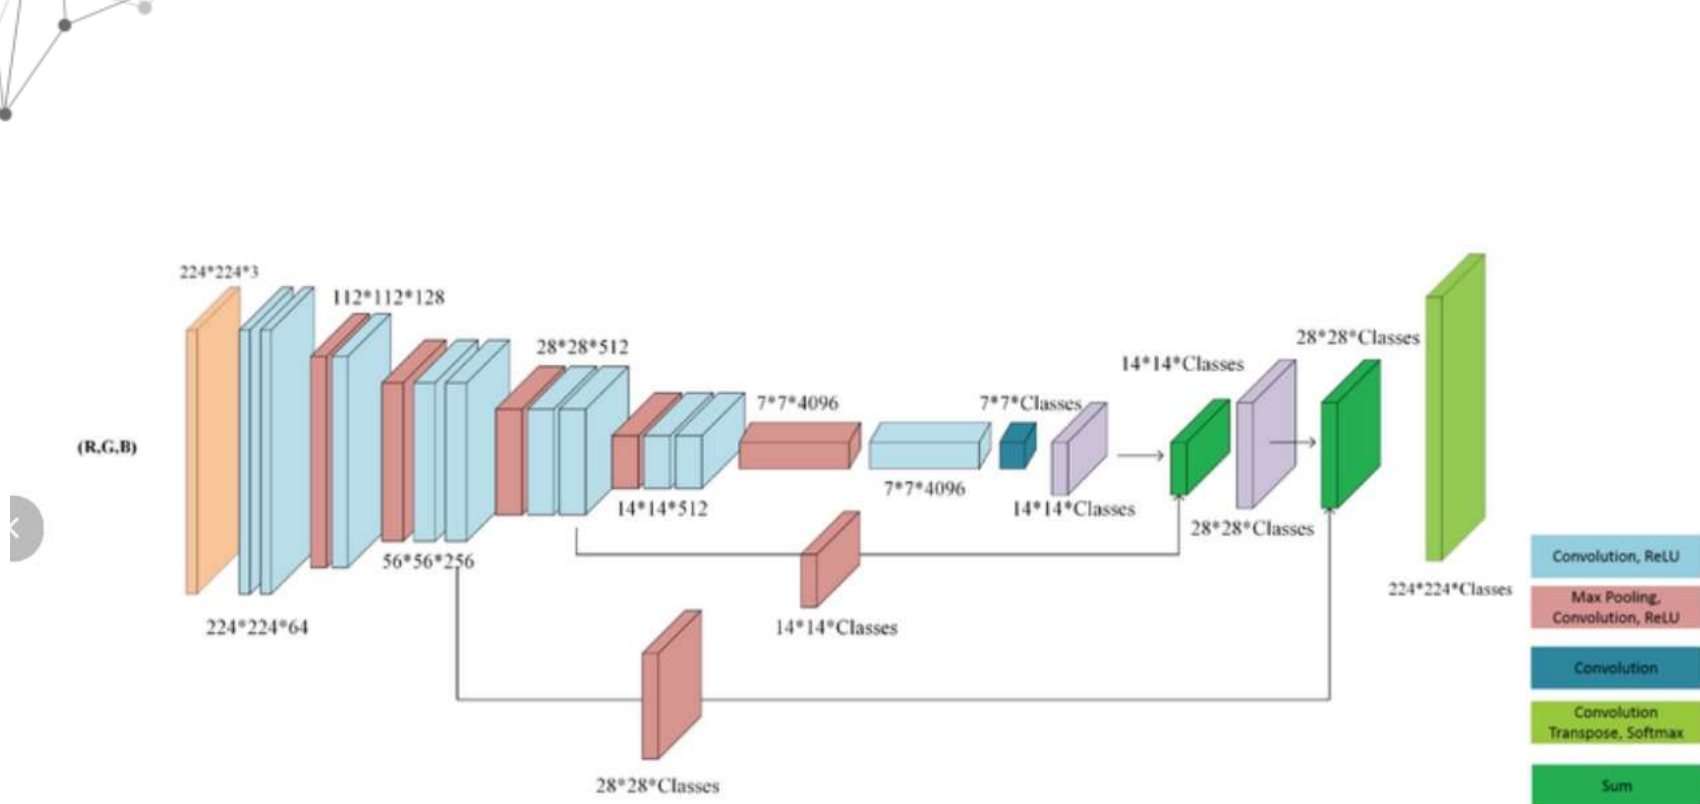 224*224*3
112*112*128
28*28*512
28*28*Classes
14*14*Classes
7*7*4096
7*7*Classes
(R,G,B)
7*7*4096
14*14*512
14*14*Classes
28*28*Classes
56*56*256
224*224*Classes
224*224*64
14*14*Classes
28*28*Classes
Convolution, ReLU
Max Pooling,
Convolution, ReLU
Convolution
Convolution
Transpose, Softmax
Sum